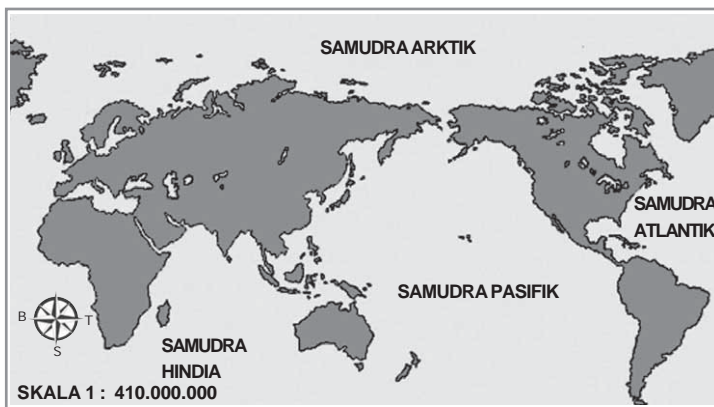 SAMUDRA ARKTIK
SAMUDRA
ATLANTIK
SAMUDRA PASIFIK
B
T
S
SAMUDRA
HINDIA
SKALA 1 : 410.000.000